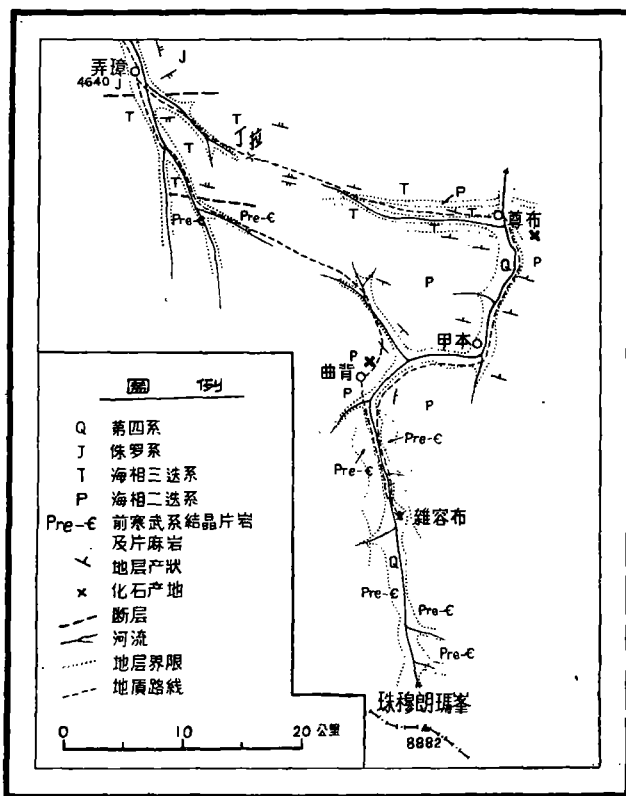 J
弄璋
4640 J
T
T
丁拉
T
T
P
T
T
T
尊布
Pre-Є
Pre-Є
Q
P
P
甲本
P
曲背
P
P
Pre-Є
Pre-Є
絨容布
Q
Pre-Є
Pre-Є
Pre-Є
珠穆朗瑪峯
8882
圖 例
Q 第四系
J 侏罗系
T 海相三迭系
P 海相二迭系
Pre-Є 前寒武系結晶片岩
及片麻岩
地层产狀
化石产地
断层
河流
地层界限
地質路綫
0 10 20 公里